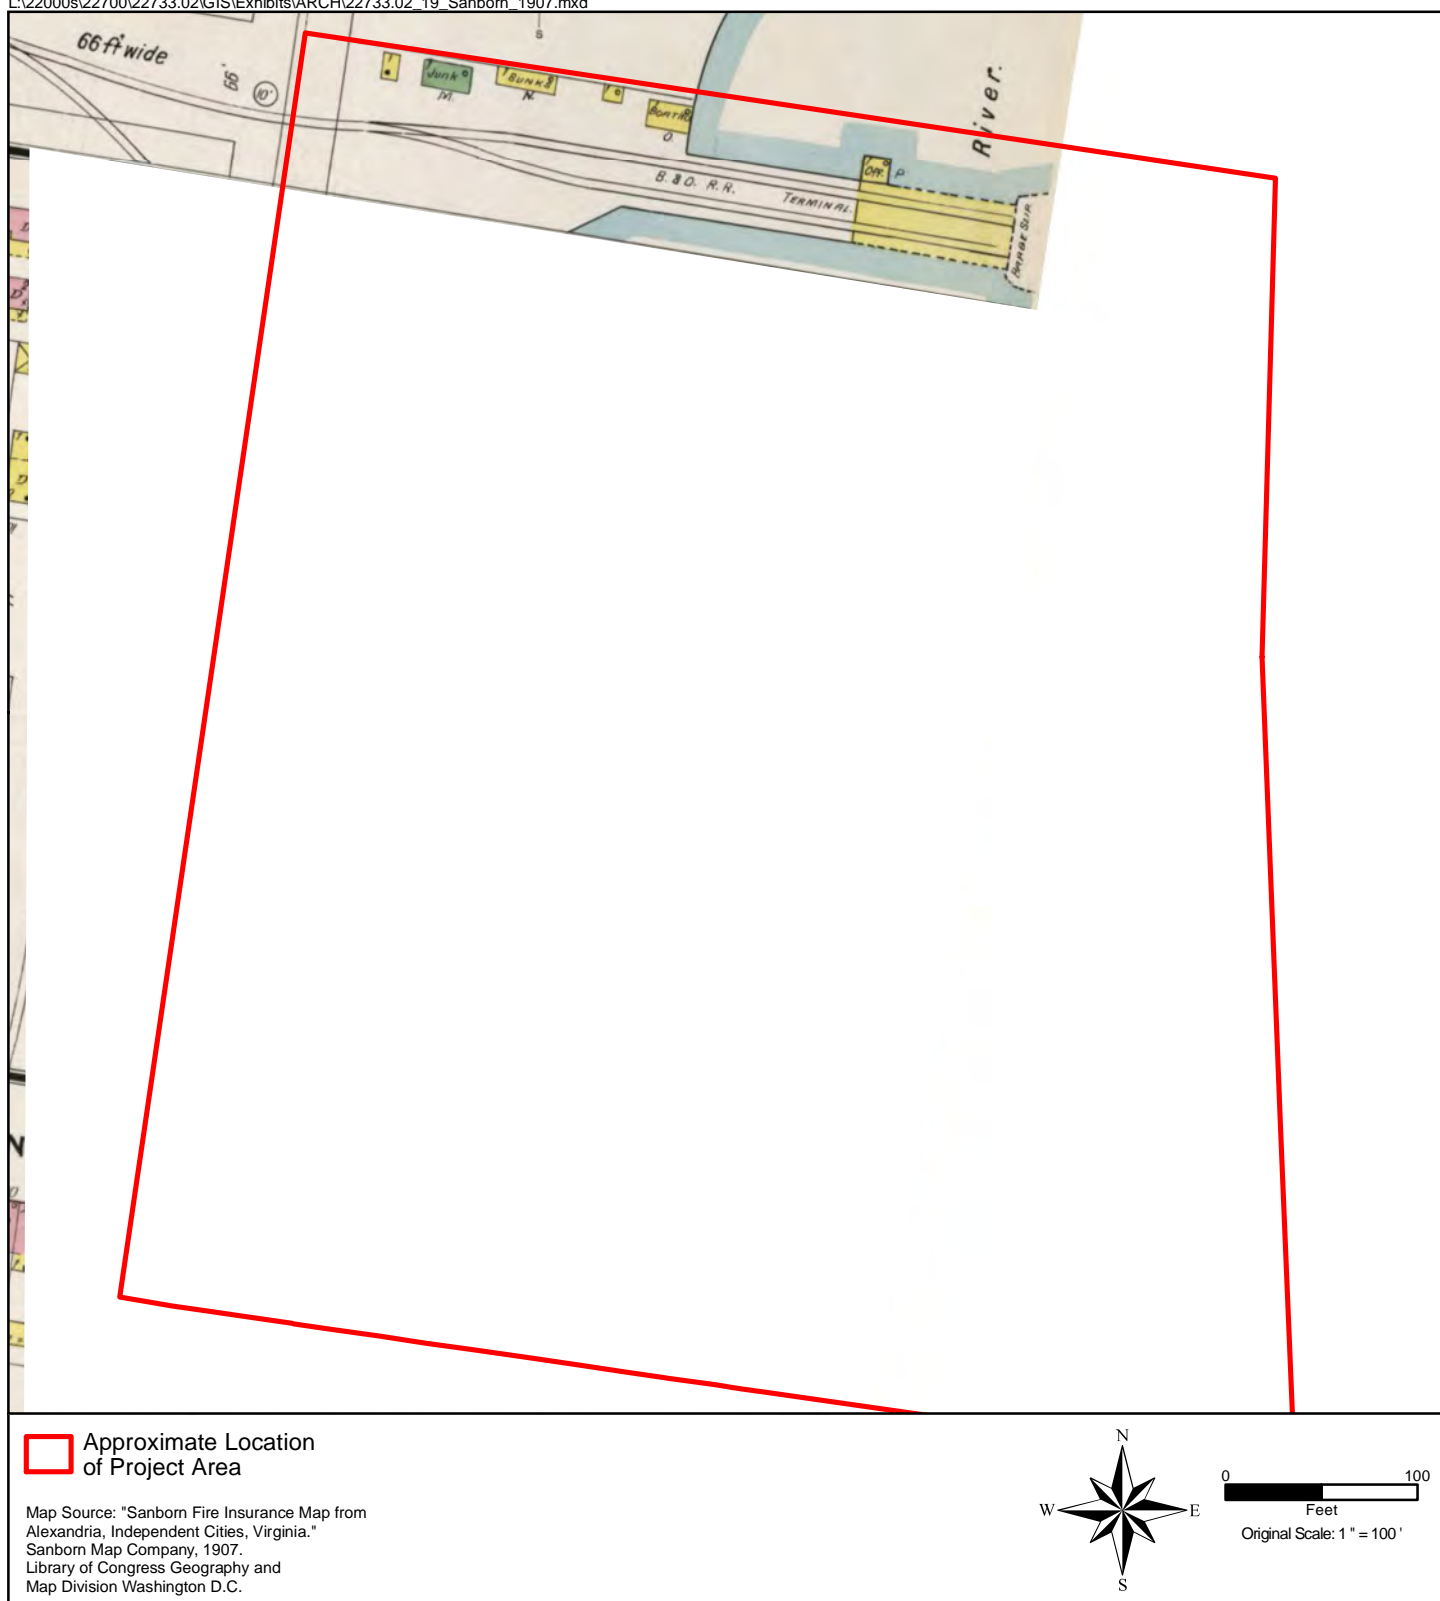 L:\22000s\22700\22733.02\GIS\Exhibits\ARCH\22733.02_19_Sanborn_1907.mxd
66 ft wide
66'
10'
S
Junk
M.
BUNKS
N.
O.
River.
B. & O. R.R.
TERMINAL.
OFF.
P
BARGE SLIP.
D
D
D
N
Approximate Location
of Project Area
Map Source: "Sanborn Fire Insurance Map from
Alexandria, Independent Cities, Virginia."
Sanborn Map Company, 1907.
Library of Congress Geography and
Map Division Washington D.C.
N
W
E
S
0 100
Feet
Original Scale: 1 " = 100 '